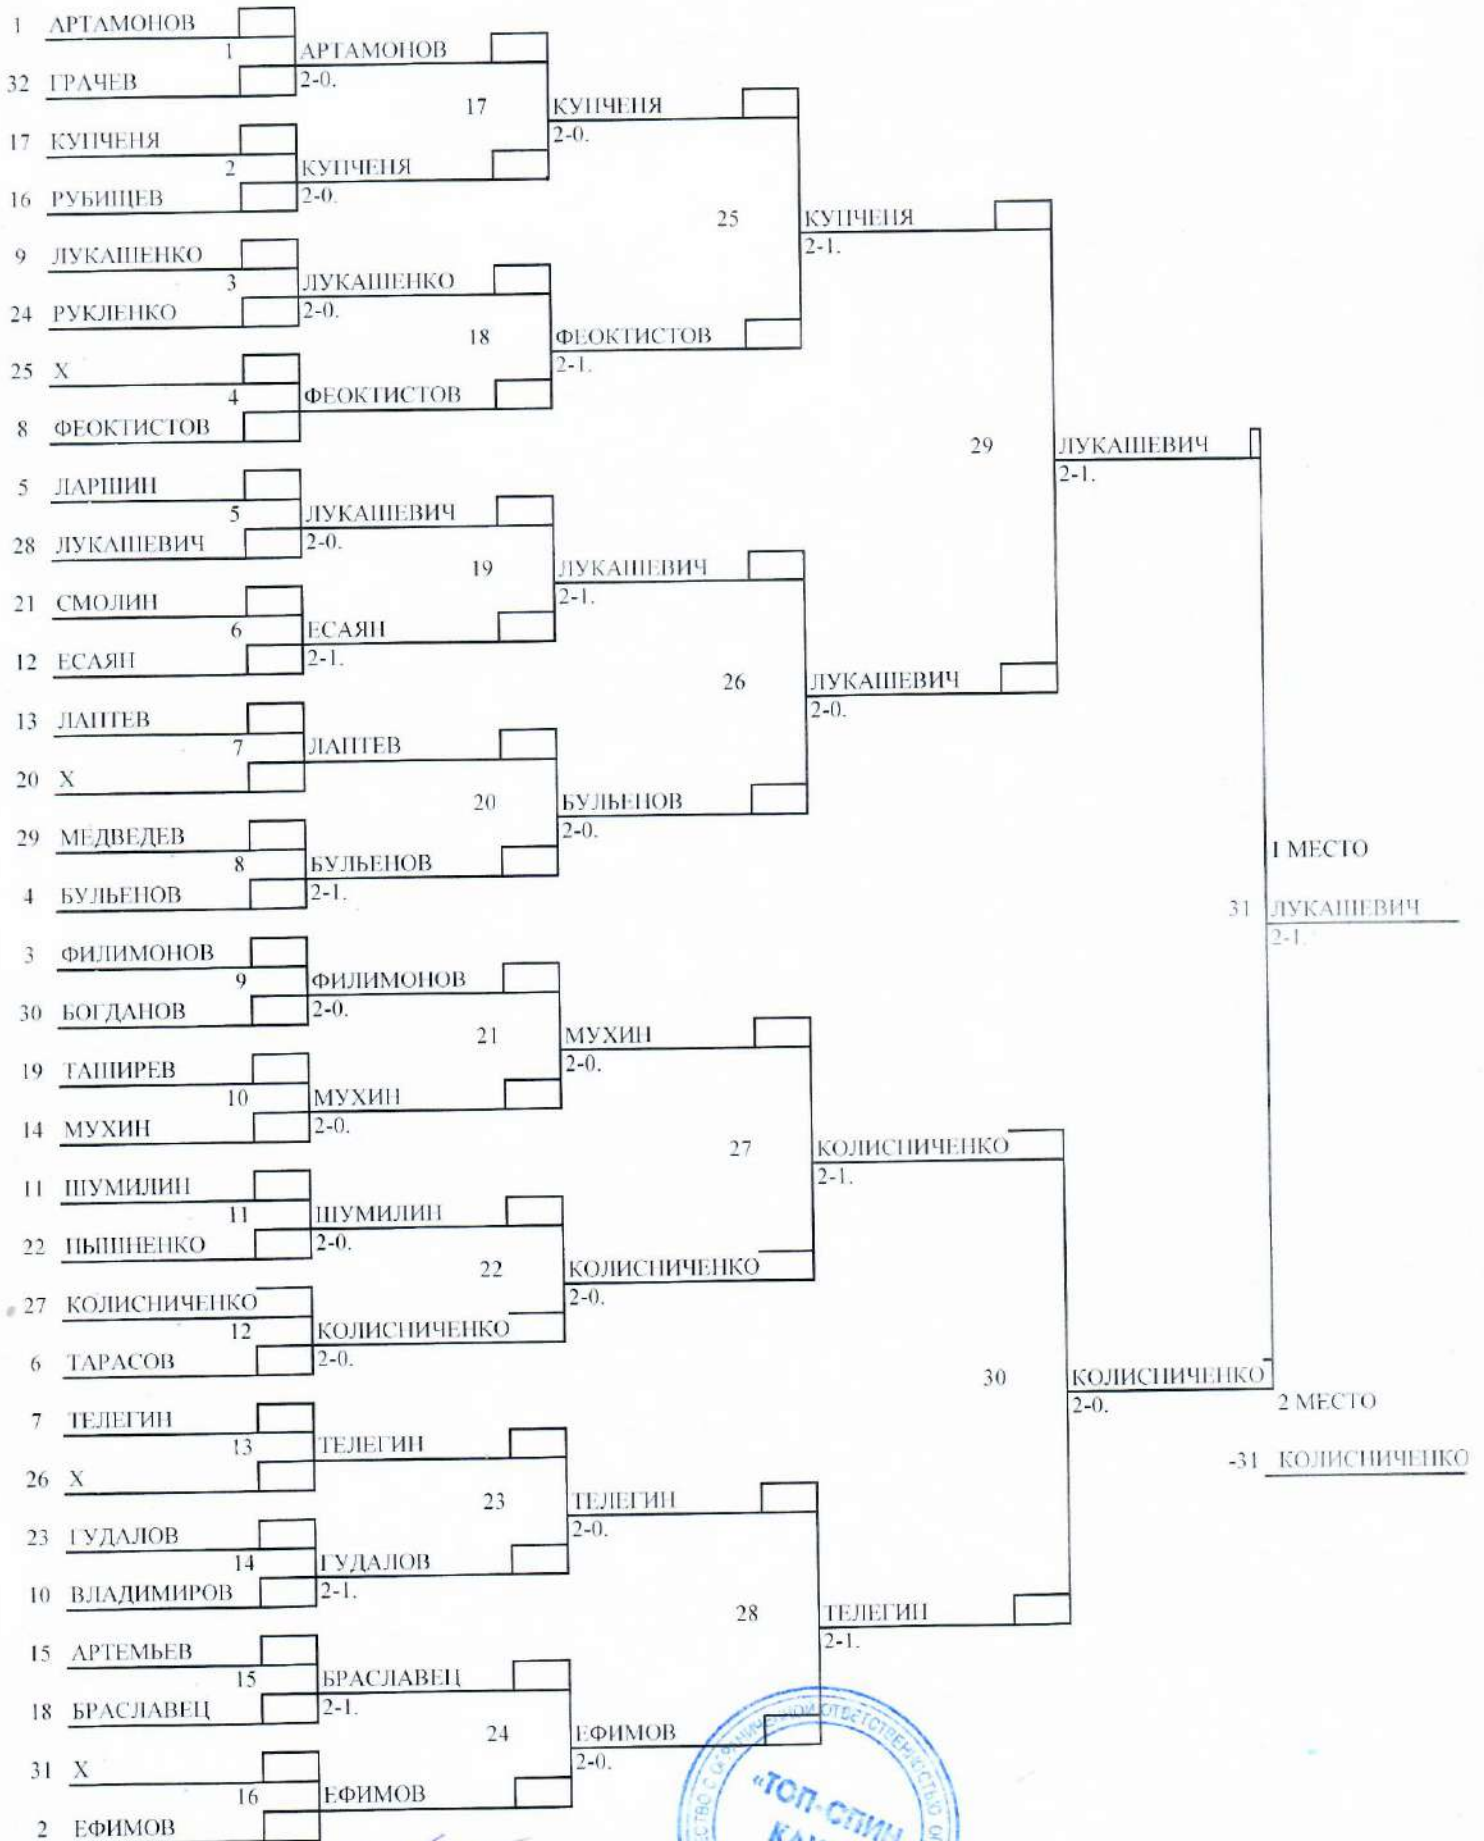 1 АРТАМОНОВ
1 АРТАМОНОВ
32 ГРАЧЕВ 2-0.
17 КУПЧЕНЯ
2-0.
17 КУПЧЕНЯ
2 КУПЧЕНЯ
16 РУБИЩЕВ 2-0.
25 КУПЧЕНЯ
2-1.
9 ЛУКАШЕНКО
3 ЛУКАШЕНКО
24 РУКЛЕНКО 2-0.
18 ФЕОКТИСТОВ
2-1.
25 X
4 ФЕОКТИСТОВ
8 ФЕОКТИСТОВ
29 ЛУКАШЕВИЧ
2-1.
5 ЛАРШИН
5 ЛУКАШЕВИЧ
28 ЛУКАШЕВИЧ 2-0.
19 ЛУКАШЕВИЧ
2-1.
21 СМОЛИН
6 ЕСАЯН
12 ЕСАЯН 2-1.
26 ЛУКАШЕВИЧ
2-0.
13 ЛАПТЕВ
7 ЛАПТЕВ
20 X
20 БУЛЬЕНОВ
2-0.
29 МЕДВЕДЕВ
8 БУЛЬЕНОВ
4 БУЛЬЕНОВ 2-1.
1 МЕСТО
31 ЛУКАШЕВИЧ
2-1.
3 ФИЛИМОНОВ
9 ФИЛИМОНОВ
30 БОГДАНОВ 2-0.
21 МУХИН
2-0.
19 ТАШИРЕВ
10 МУХИН
14 МУХИН 2-0.
27 КОЛИСНИЧЕНКО
2-1.
11 ШУМИЛИН
11 ШУМИЛИН
22 ПЫШНЕНКО 2-0.
22 КОЛИСНИЧЕНКО
2-0.
27 КОЛИСНИЧЕНКО
12 КОЛИСНИЧЕНКО
6 ТАРАСОВ 2-0.
30 КОЛИСНИЧЕНКО
2-0.
2 МЕСТО
-31 КОЛИСНИЧЕНКО
7 ТЕЛЕГИН
13 ТЕЛЕГИН
26 X
23 ТЕЛЕГИН
2-0.
23 ГУДАЛОВ
14 ГУДАЛОВ
10 ВЛАДИМИРОВ 2-1.
28 ТЕЛЕГИН
2-1.
15 АРТЕМЬЕВ
15 БРАСЛАВЕЦ
18 БРАСЛАВЕЦ 2-1.
24 ЕФИМОВ
2-0.
31 X
16 ЕФИМОВ
2 ЕФИМОВ
С ОГРАНИЧЕННОЙ ОТВЕТСТВЕННОСТЬЮ
«ТОП-СПИН